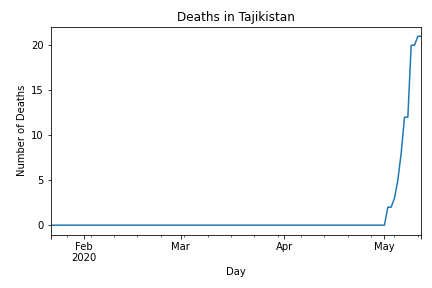 Deaths in Tajikistan
20
15
10
5
0
Number of Deaths
Feb
2020
Mar
Apr
May
Day